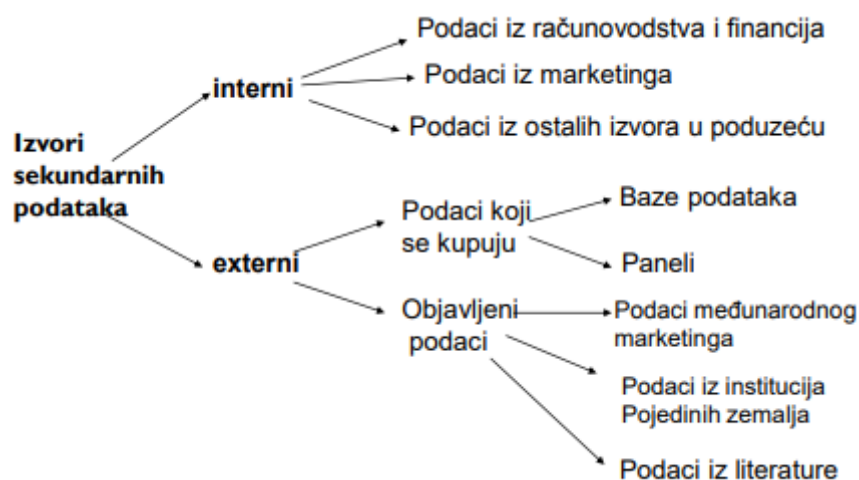 Podaci iz računovodstva i financija
interni
Podaci iz marketinga
Podaci iz ostalih izvora u poduzeću
Izvori
sekundarnih
podataka
externi
Podaci koji
se kupuju
Baze podataka
Paneli
Objavljeni
podaci
Podaci međunarodnog
marketinga
Podaci iz institucija
Pojedinih zemalja
Podaci iz literature